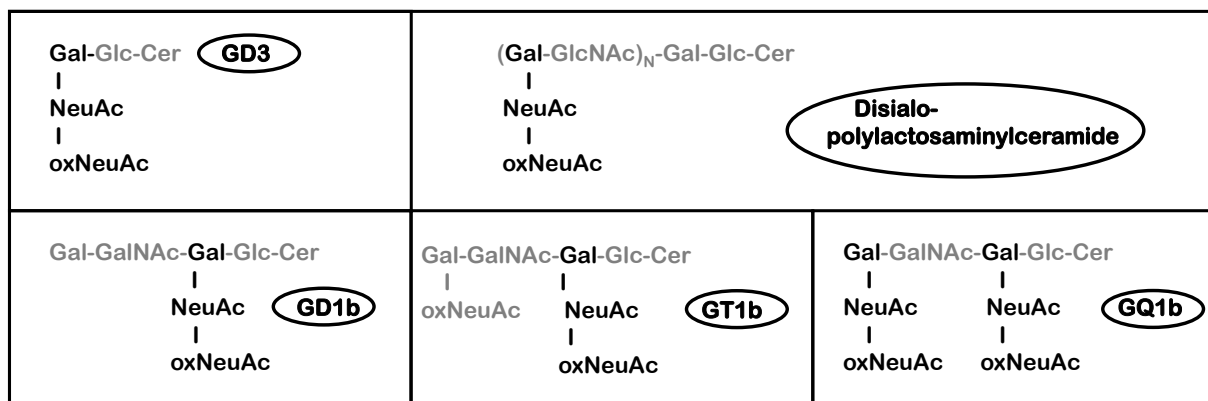 Gal-Glc-Cer GD3
NeuAc
oxNeuAc
(Gal-GlcNAc)N-Gal-Glc-Cer
NeuAc
oxNeuAc
Disialo-
polylactosaminylceramide
Gal-GalNAc-Gal-Glc-Cer
NeuAc GD1b
oxNeuAc
Gal-GalNAc-Gal-Glc-Cer
oxNeuAc NeuAc GT1b
oxNeuAc
Gal-GalNAc-Gal-Glc-Cer
NeuAc NeuAc GQ1b
oxNeuAc oxNeuAc